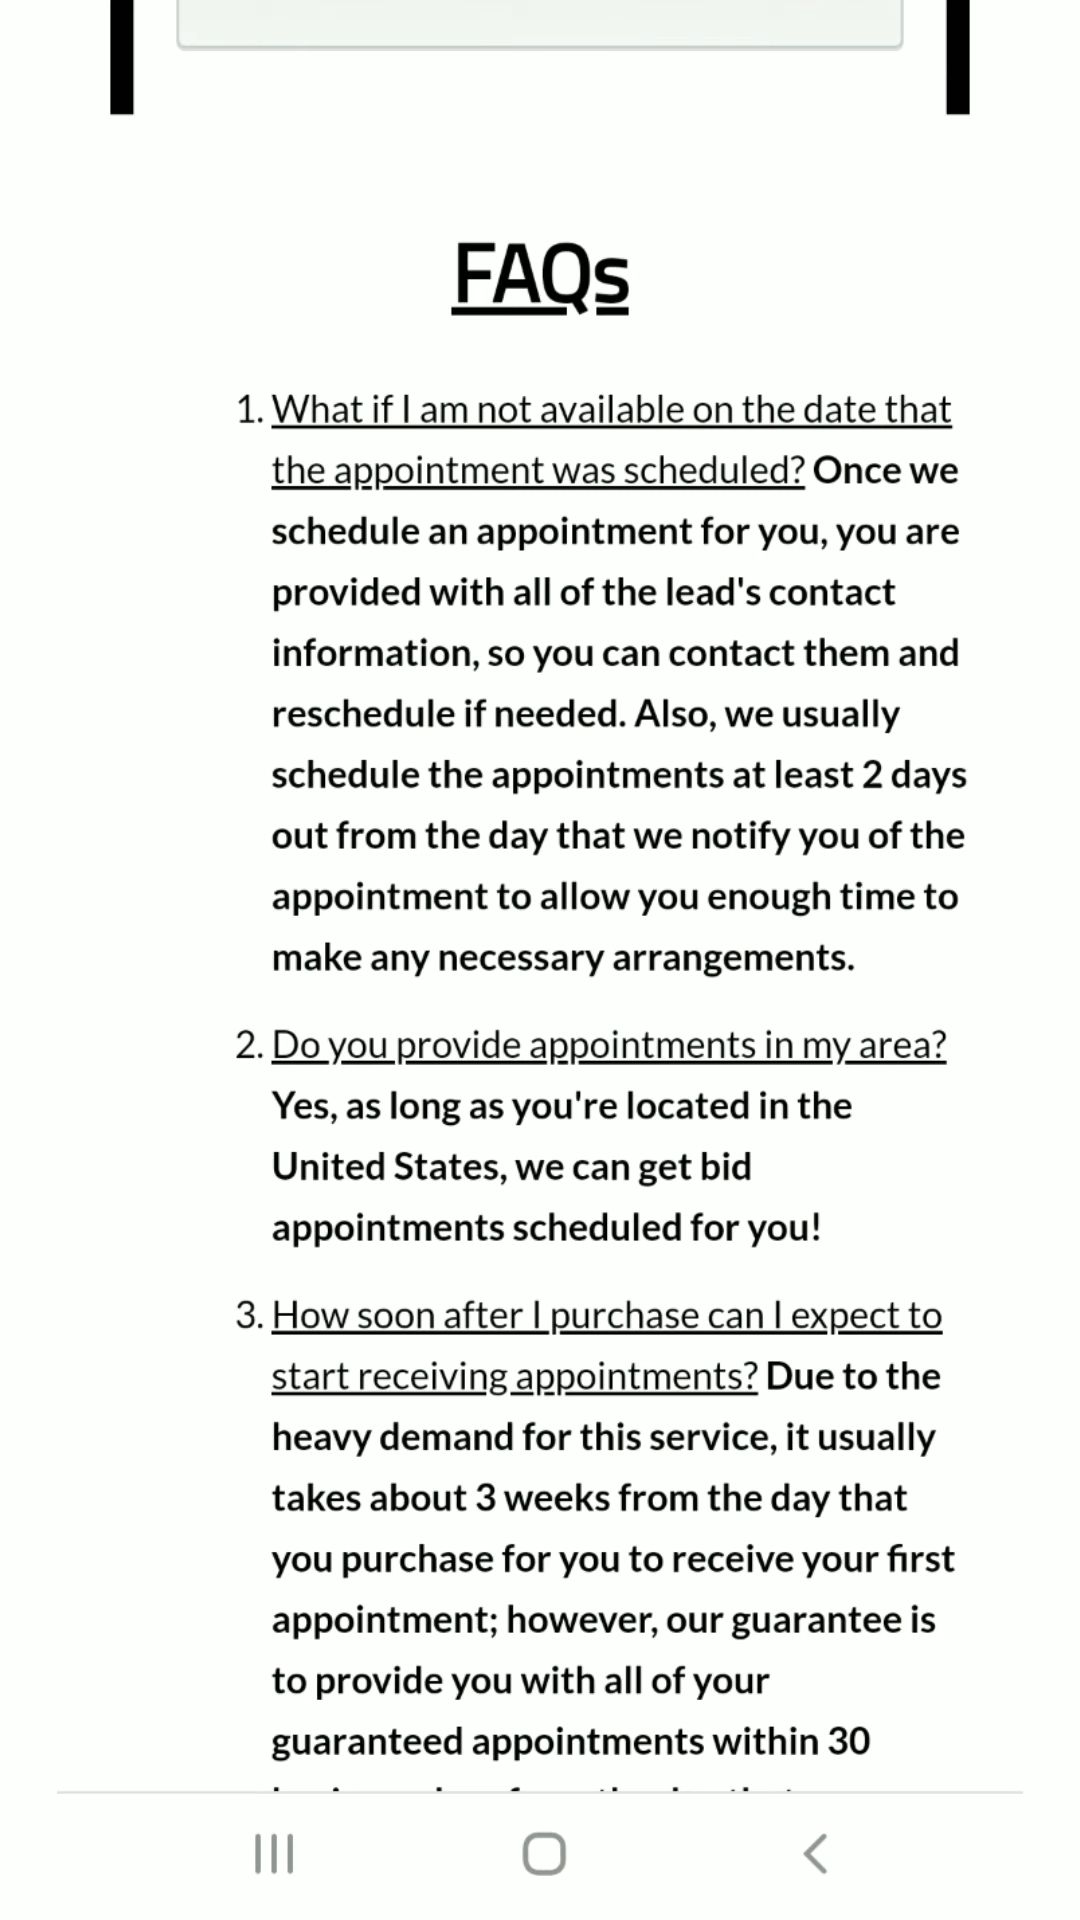 FAQs
1. What if I am not available on the date that
the appointment was scheduled? Once we
schedule an appointment for you, you are
provided with all of the lead's contact
information, so you can contact them and
reschedule if needed. Also, we usually
schedule the appointments at least 2 days
out from the day that we notify you of the
appointment to allow you enough time to
make any necessary arrangements.
2. Do you provide appointments in my area?
Yes, as long as you're located in the
United States, we can get bid
appointments scheduled for you!
3. How soon after I purchase can I expect to
start receiving appointments? Due to the
heavy demand for this service, it usually
takes about 3 weeks from the day that
you purchase for you to receive your first
appointment; however, our guarantee is
to provide you with all of your
guaranteed appointments within 30